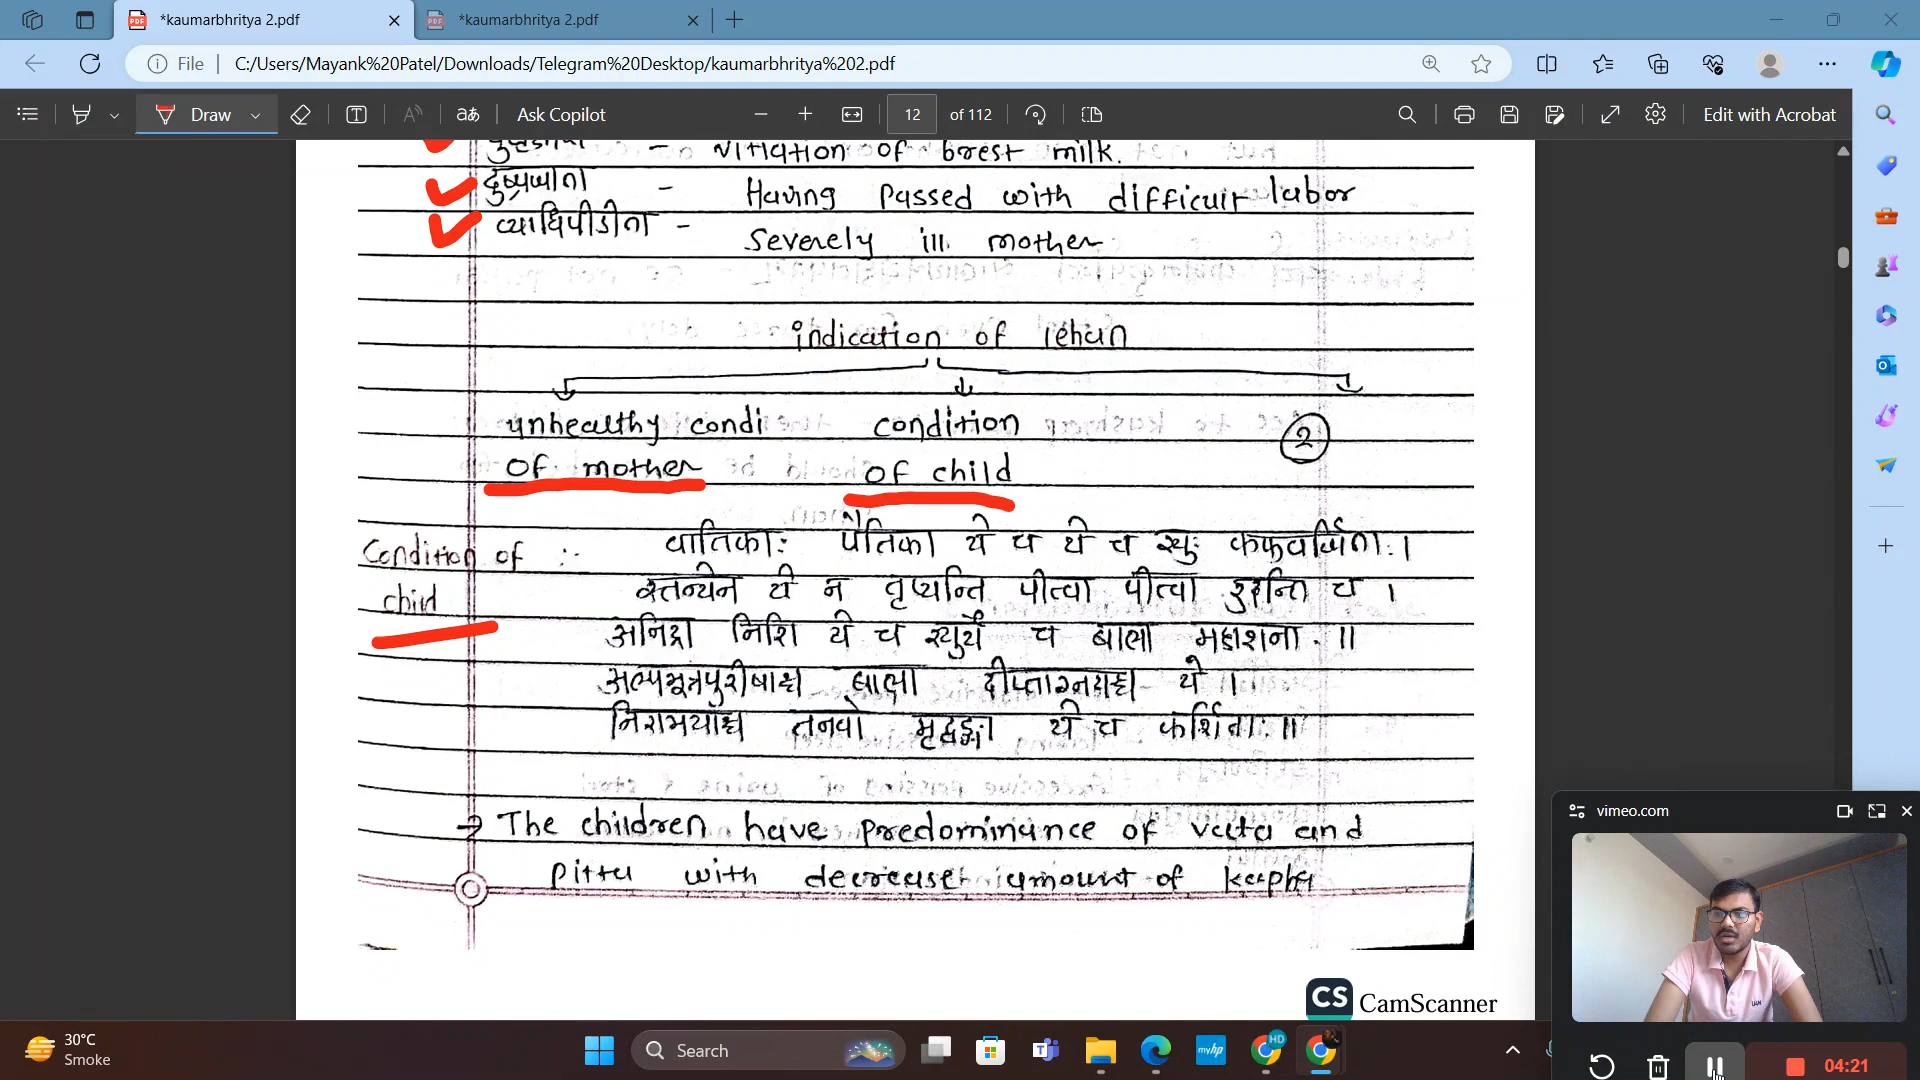 *kaumarbhritya 2.pdf
*kaumarbhritya 2.pdf
File
C:/Users/Mayank%20Patel/Downloads/Telegram%20Desktop/kaumarbhritya%202.pdf
Draw
aあ
Ask Copilot
12 of 112
Edit with Acrobat
- vitiation of brest milk.
- Having passed with difficult labor
व्याधिपीडीता - Severely ill mother
indication of lehan
unhealthy condi condition 2
of mother of child
Condition of :- वातिकाः पैतिका ये च ये च स्युः कफवर्जिताः।
child स्तन्येन ये न तृप्यन्ति पीत्वा पीत्वा रुदन्ति च ।
अनिद्रा निशि ये च स्युर्ये च बाला महाशना ॥
अल्पमूत्रपुरीषाश्च बाला दीप्ताग्नयश्च ये ।
निरामयाश्च तनवो मृद्वङ्गा ये च कर्शिताः॥
→ The children have predominance of vata and
pitta with decrease amount of kapha
CS CamScanner
vimeo.com
04:21
30°C
Smoke
Search
HD